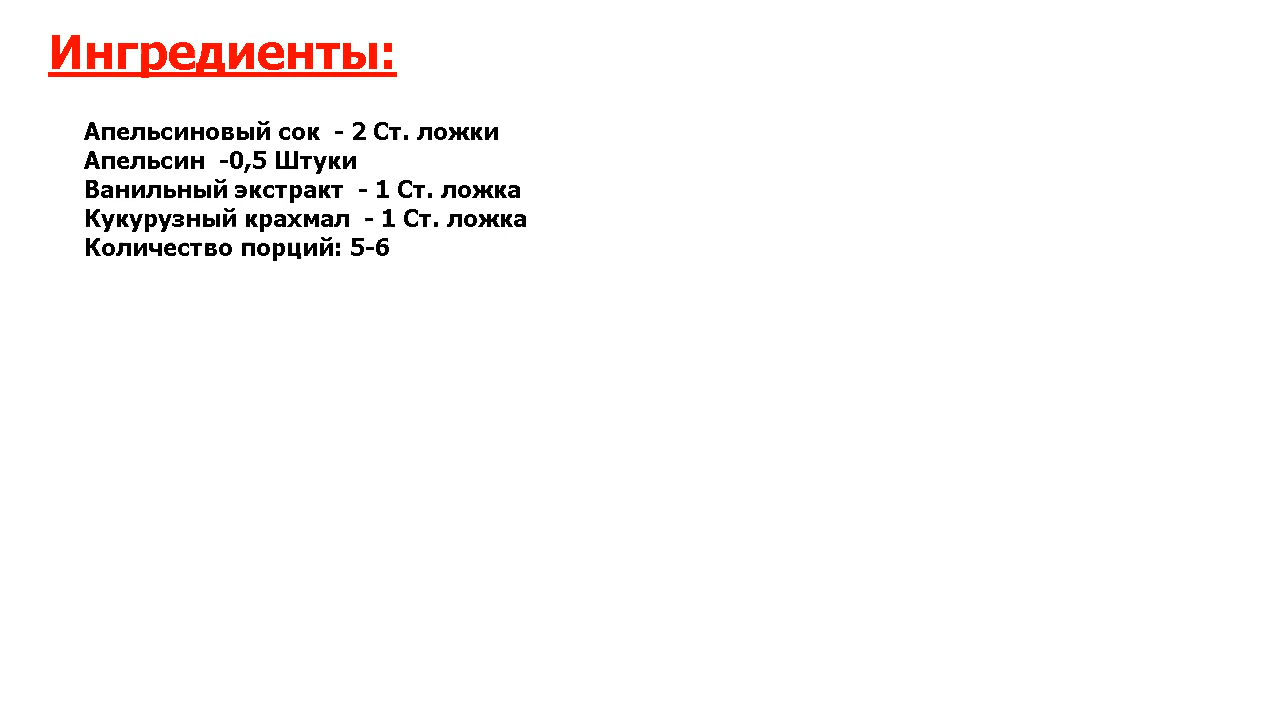 Ингредиенты:
Апельсиновый сок  - 2 Ст. ложки
Апельсин  -0,5 Штуки
Ванильный экстракт  - 1 Ст. ложка
Кукурузный крахмал  - 1 Ст. ложка
Количество порций: 5-6